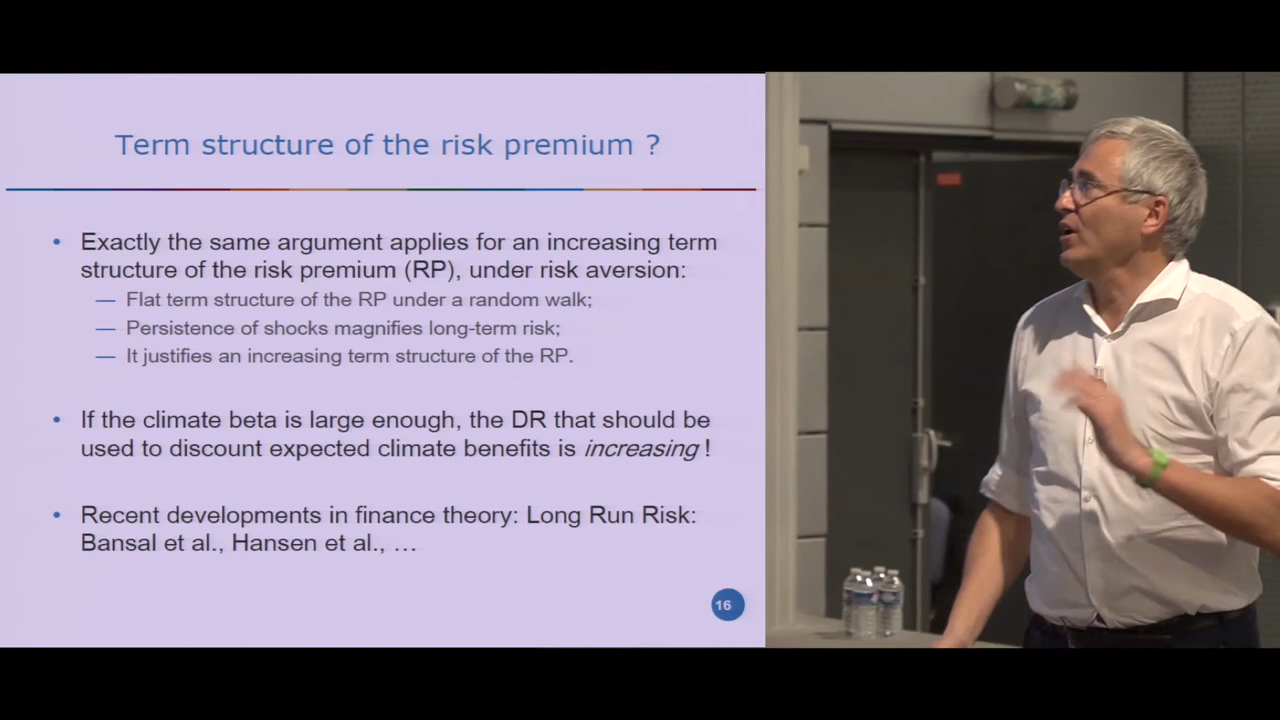 Term structure of the risk premium ?
• Exactly the same argument applies for an increasing term
structure of the risk premium (RP), under risk aversion:
— Flat term structure of the RP under a random walk;
— Persistence of shocks magnifies long-term risk;
— It justifies an increasing term structure of the RP.
• If the climate beta is large enough, the DR that should be
used to discount expected climate benefits is increasing !
• Recent developments in finance theory: Long Run Risk:
Bansal et al., Hansen et al., …
16